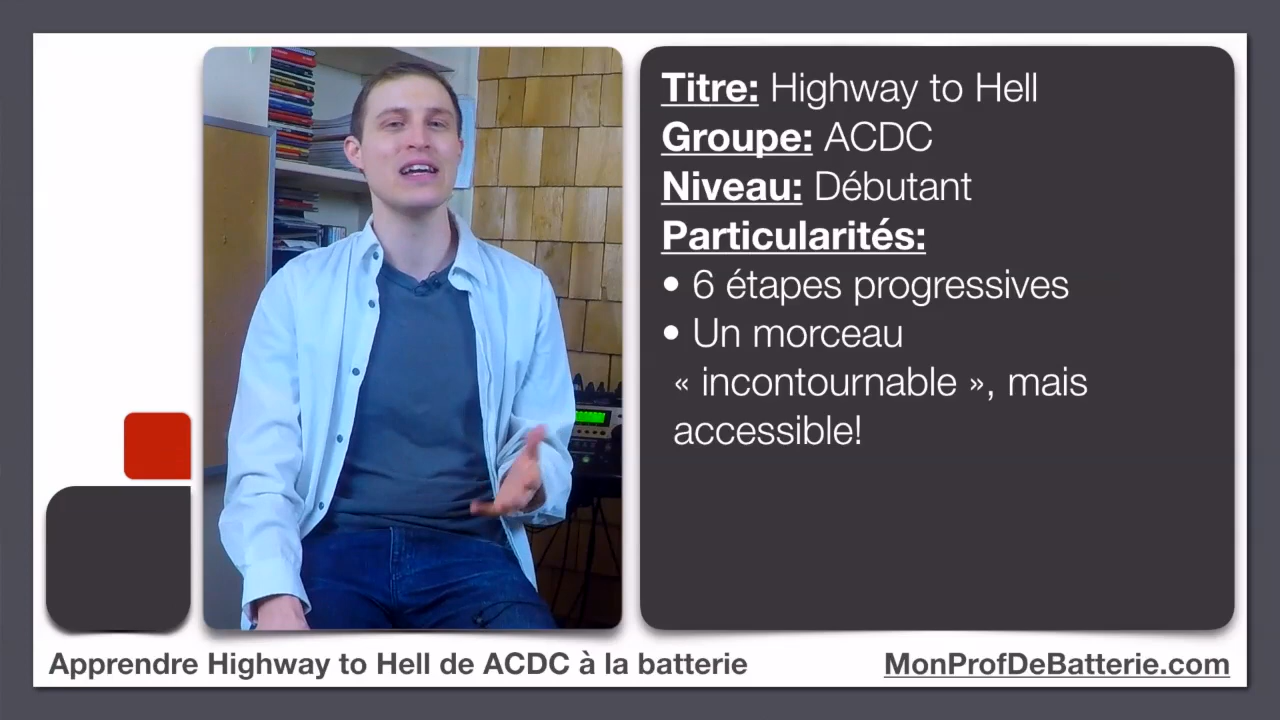 Titre: Highway to Hell
Groupe: ACDC
Niveau: Débutant
Particularités:
• 6 étapes progressives
• Un morceau
« incontournable », mais
accessible!
Apprendre Highway to Hell de ACDC à la batterie
MonProfDeBatterie.com